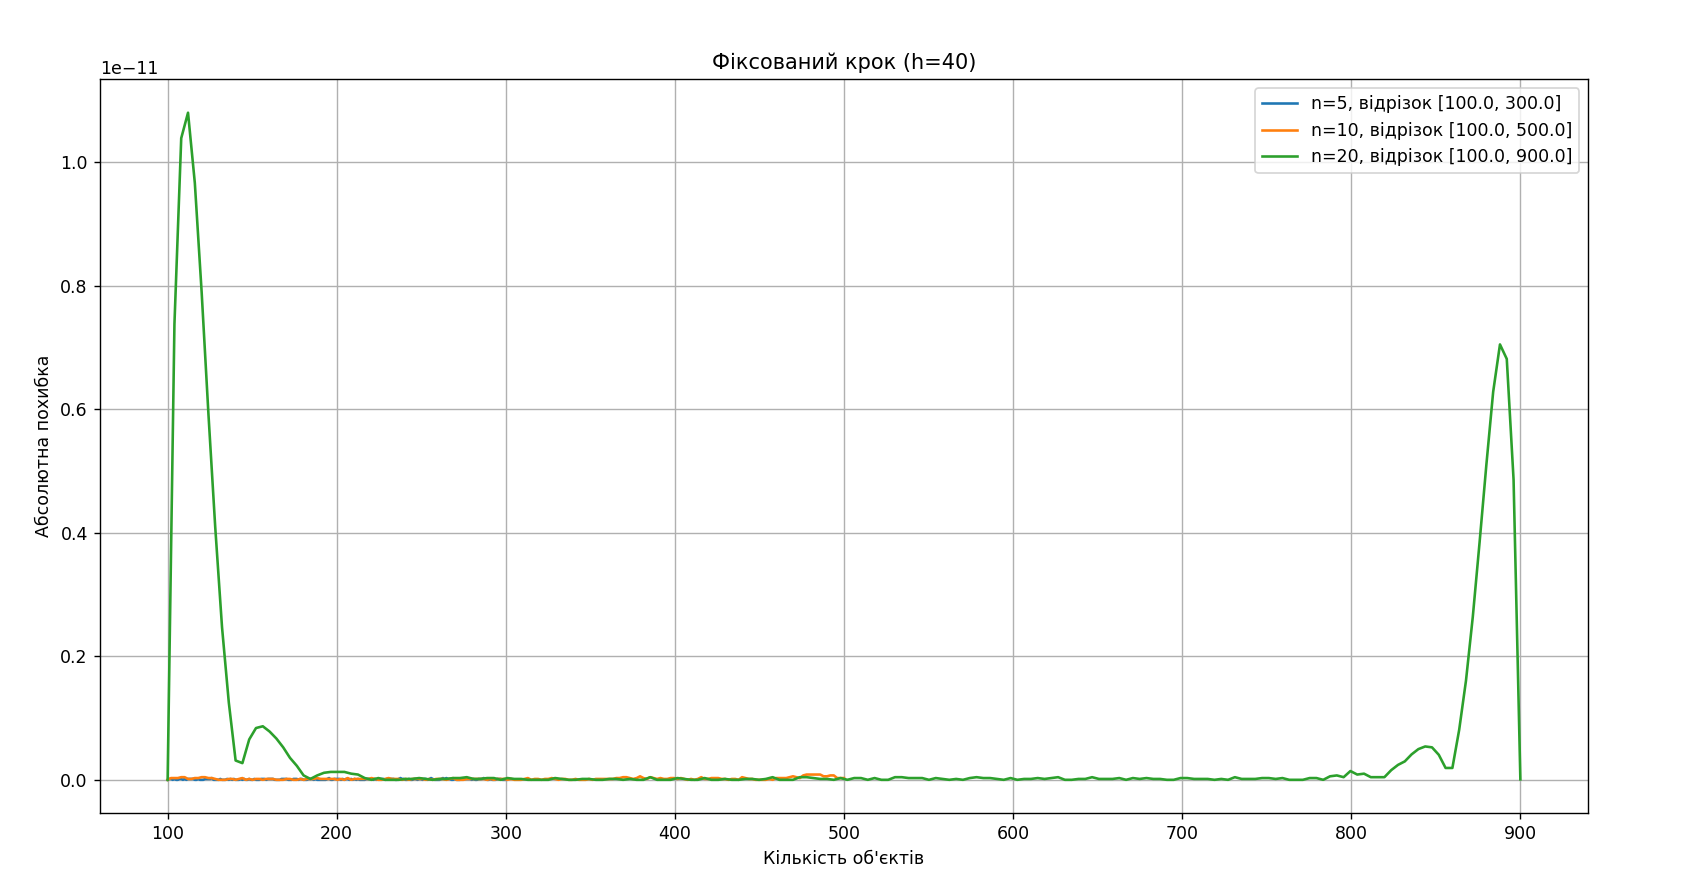 Фіксований крок (h=40)
1e−11
n=5, відрізок [100.0, 300.0]
n=10, відрізок [100.0, 500.0]
n=20, відрізок [100.0, 900.0]
1.0
0.8
0.6
0.4
0.2
0.0
Абсолютна похибка
100 200 300 400 500 600 700 800 900
Кількість об'єктів